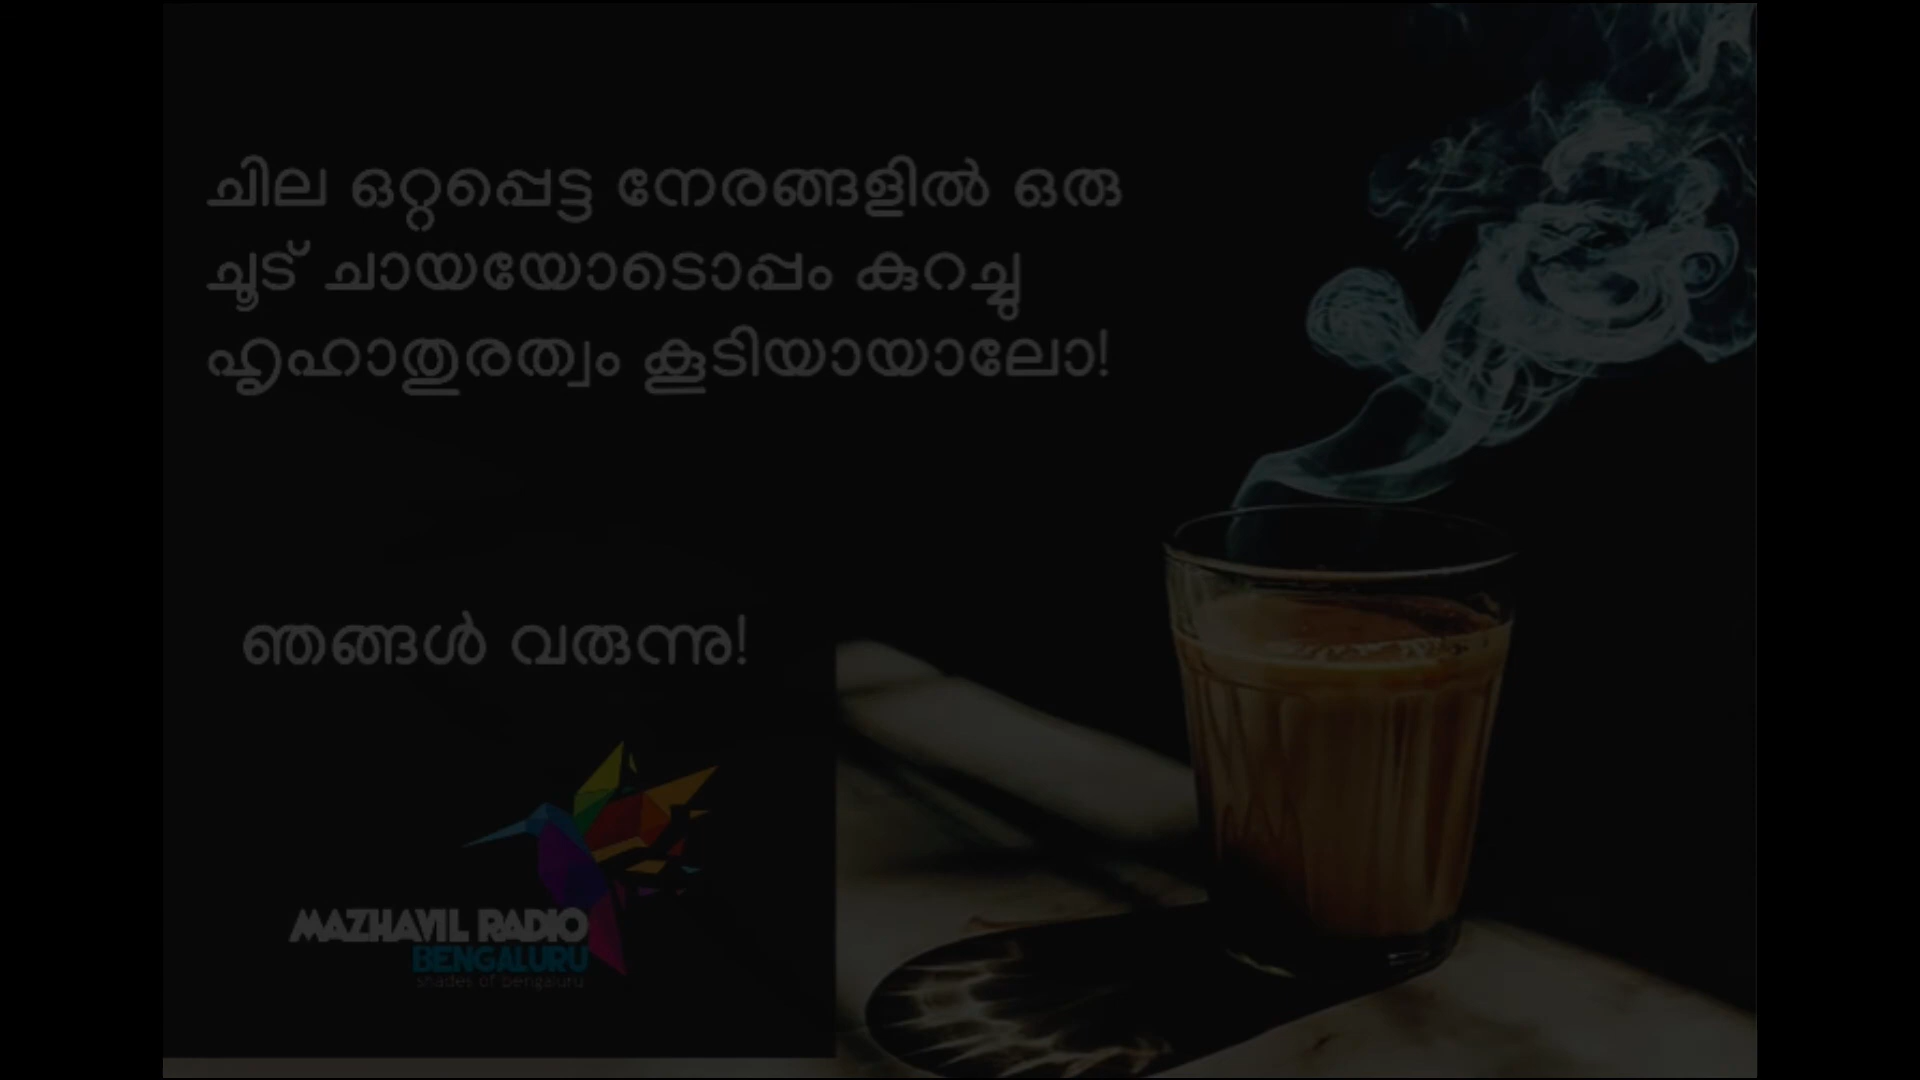 ചില ഒറ്റപ്പെട്ട നേരങ്ങളിൽ ഒരു
ചൂട് ചായയോടൊപ്പം കുറച്ചു
ഹൃഹാതുരത്വം കൂടിയായാലോ!
ഞങ്ങൾ വരുന്നു!
MAZHAVIL RADIO
BENGALURU
shades of bengaluru